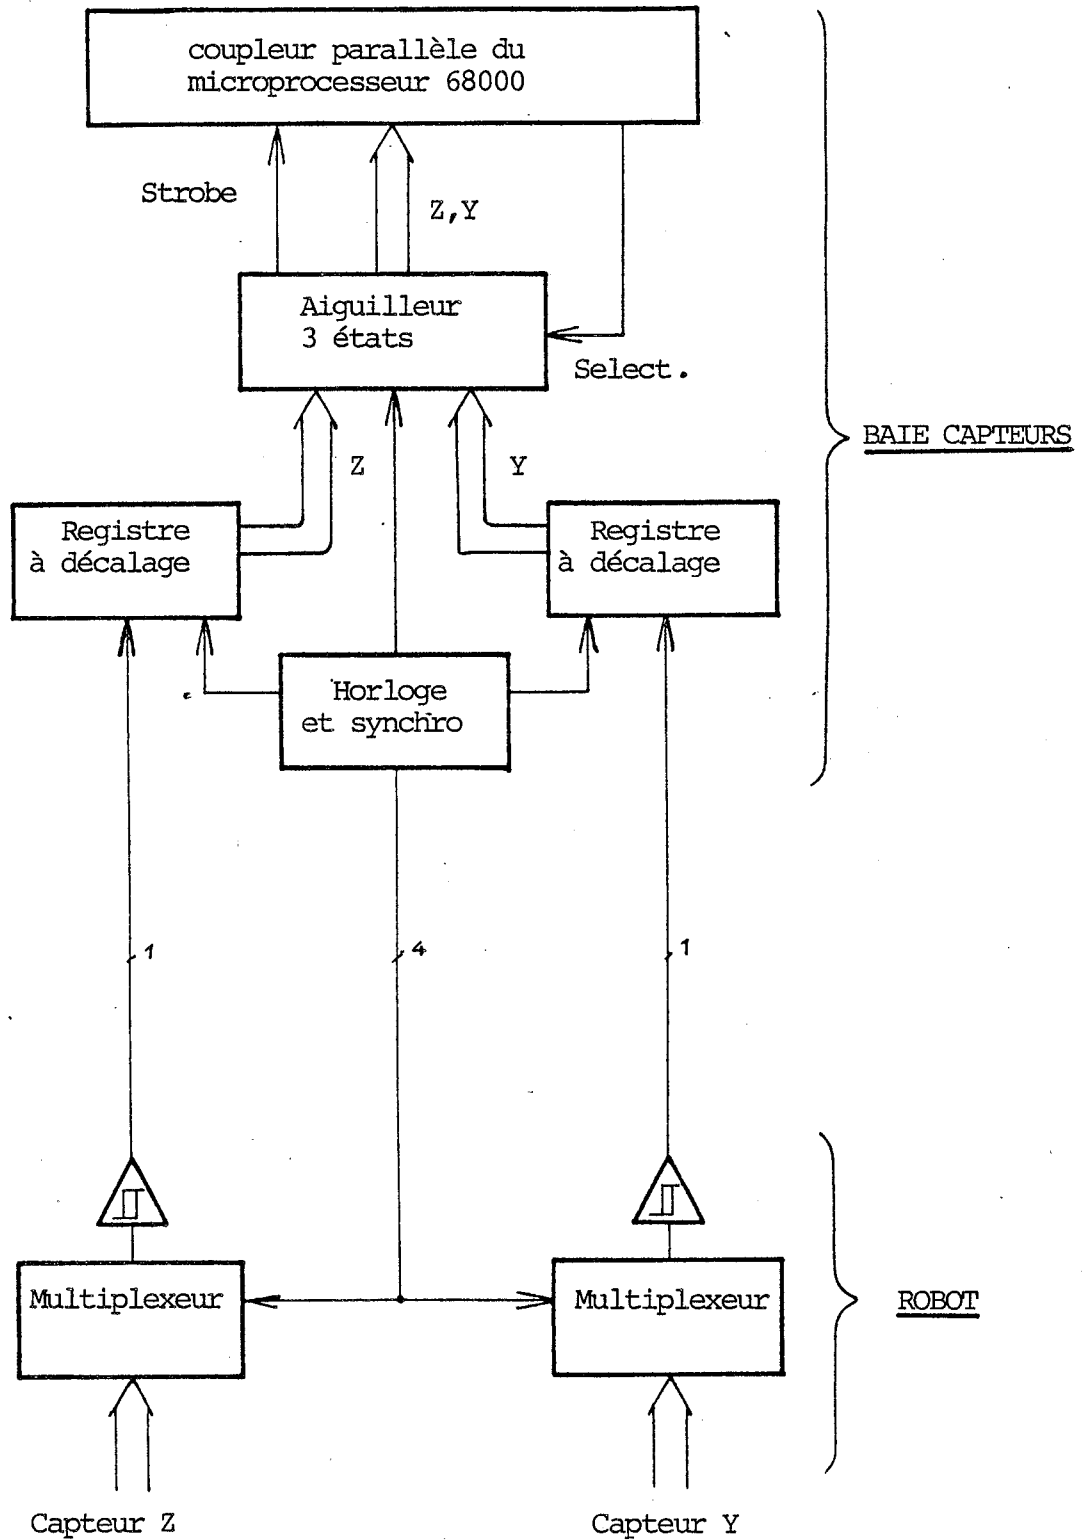 coupleur parallèle du
microprocesseur 68000
Strobe
Z,Y
Aiguilleur
3 états
Select.
BAIE CAPTEURS
Z
Y
Registre
à décalage
Registre
à décalage
Horloge
et synchro
1
4
1
Multiplexeur
Multiplexeur
ROBOT
Capteur Z
Capteur Y